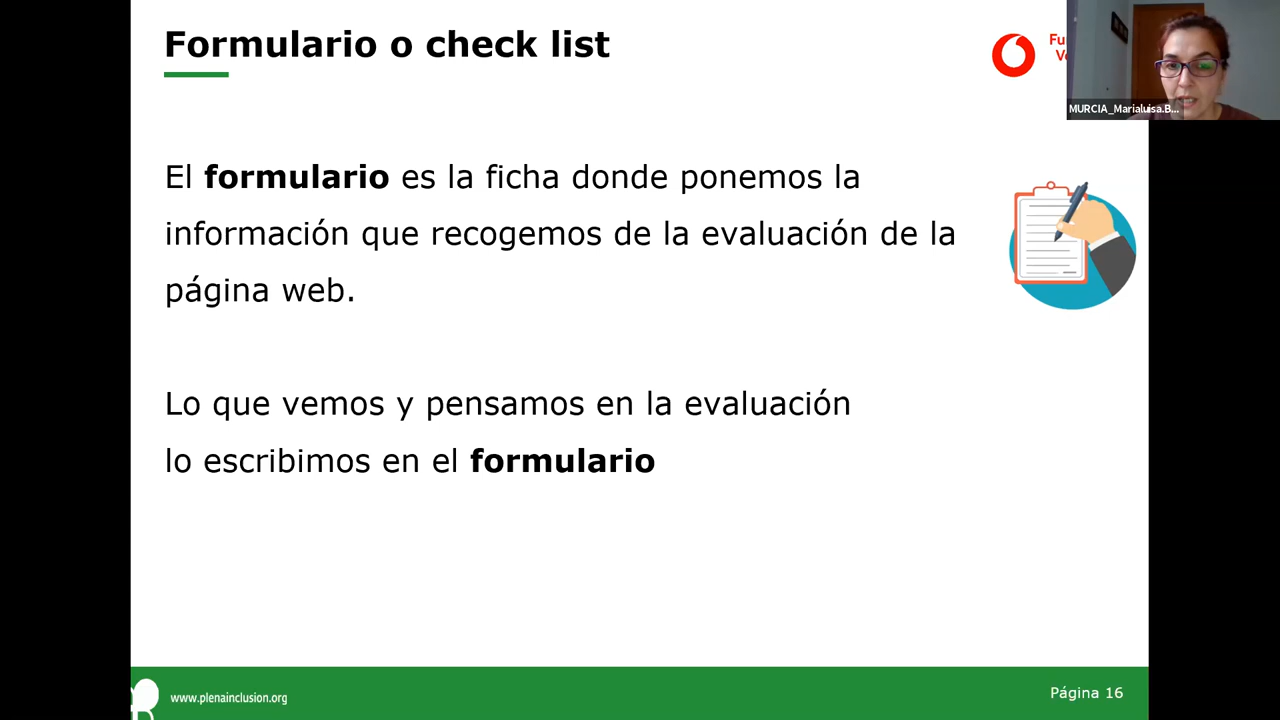 Formulario o check list
MURCIA_Marialuisa.B...
El formulario es la ficha donde ponemos la
información que recogemos de la evaluación de la
página web.
Lo que vemos y pensamos en la evaluación
lo escribimos en el formulario
www.plenainclusion.org
Página 16